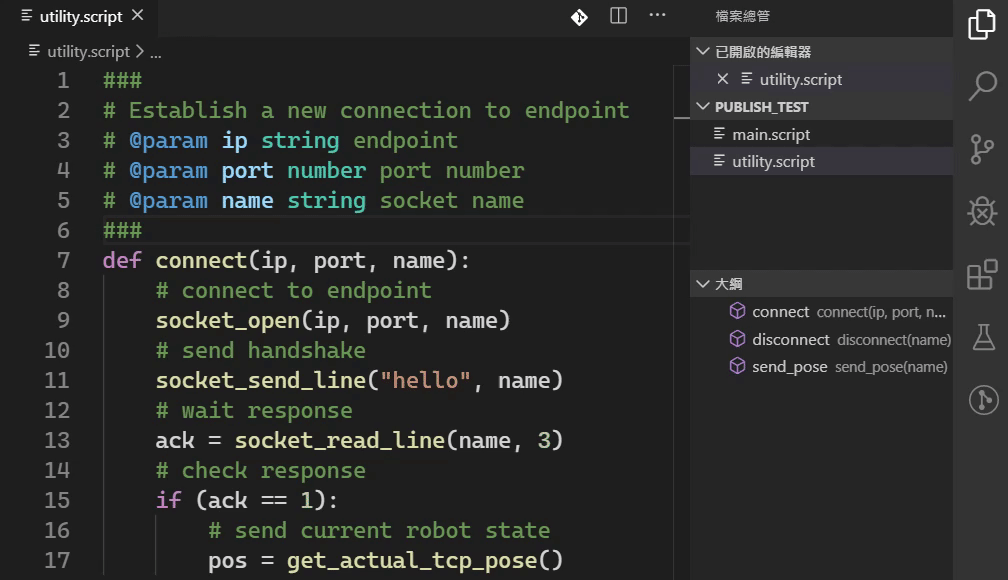 utility.script
utility.script > ...
1 ###
2 # Establish a new connection to endpoint
3 # @param ip string endpoint
4 # @param port number port number
5 # @param name string socket name
6 ###
7 def connect(ip, port, name):
8 # connect to endpoint
9 socket_open(ip, port, name)
10 # send handshake
11 socket_send_line("hello", name)
12 # wait response
13 ack = socket_read_line(name, 3)
14 # check response
15 if (ack == 1):
16 # send current robot state
17 pos = get_actual_tcp_pose()
檔案總管
已開啟的編輯器
utility.script
PUBLISH_TEST
main.script
utility.script
大綱
connect connect(ip, port, n...
disconnect disconnect(name)
send_pose send_pose(name)